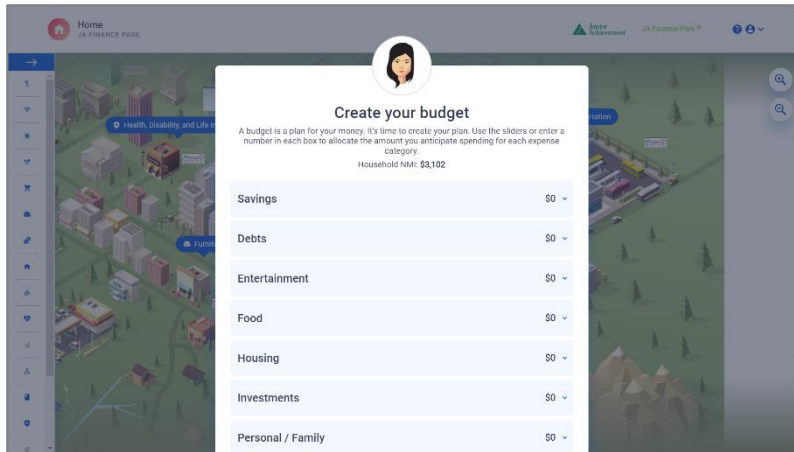 Home
JA FINANCE PARK
Junior
Achievement
JA Finance Park®
Health, Disability, and Life In
rtation
Furnit
Create your budget
A budget is a plan for your money. It's time to create your plan. Use the sliders or enter a
number in each box to allocate the amount you anticipate spending for each expense
category.
Household NMI: $3,102
Savings $0
Debts $0
Entertainment $0
Food $0
Housing $0
Investments $0
Personal / Family $0